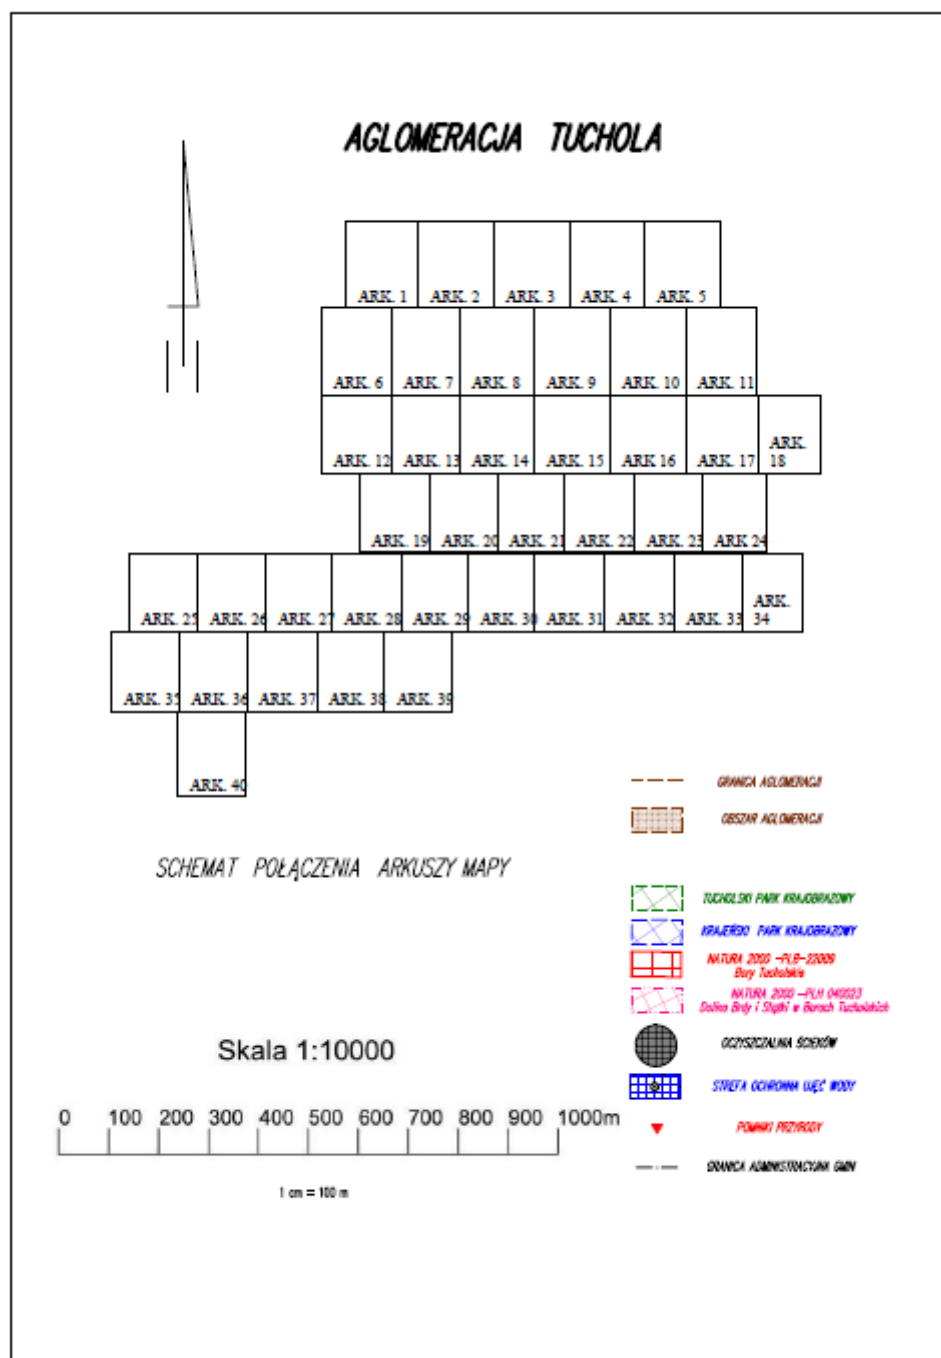 AGLOMERACJA TUCHOLA
ARK. 1 ARK. 2 ARK. 3 ARK. 4 ARK. 5
ARK. 6 ARK. 7 ARK. 8 ARK. 9 ARK. 10 ARK. 11
ARK. 12 ARK. 13 ARK. 14 ARK. 15 ARK 16 ARK. 17 ARK. 18
ARK. 19 ARK. 20 ARK. 21 ARK. 22 ARK. 23 ARK 24
ARK. 25 ARK. 26 ARK. 27 ARK. 28 ARK. 29 ARK. 30 ARK. 31 ARK. 32 ARK. 33 ARK. 34
ARK. 35 ARK. 36 ARK. 37 ARK. 38 ARK. 39
ARK. 40
GRANICA AGLOMERACJI
OBSZAR AGLOMERACJI
SCHEMAT POŁĄCZENIA ARKUSZY MAPY
TUCHOLSKI PARK KRAJOBRAZOWY
KRAJEŃSKI PARK KRAJOBRAZOWY
NATURA 2000 -PLB-22009
Bory Tucholskie
NATURA 2000 -PLH 040023
Dolina Brdy i Stążki w Borach Tucholskich
OCZYSZCZALNIA ŚCIEKÓW
STREFA OCHRONNA UJĘĆ WODY
POMNIKI PRZYRODY
GRANICA ADMINISTRACYJNA GMIN
Skala 1:10000
0 100 200 300 400 500 600 700 800 900 1000m
1 cm = 100 m